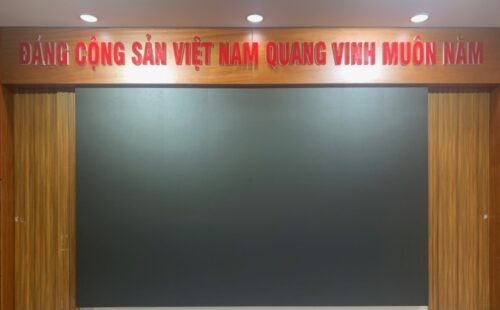 ĐẢNG CỘNG SẢN VIỆT NAM QUANG VINH MUÔN NĂM